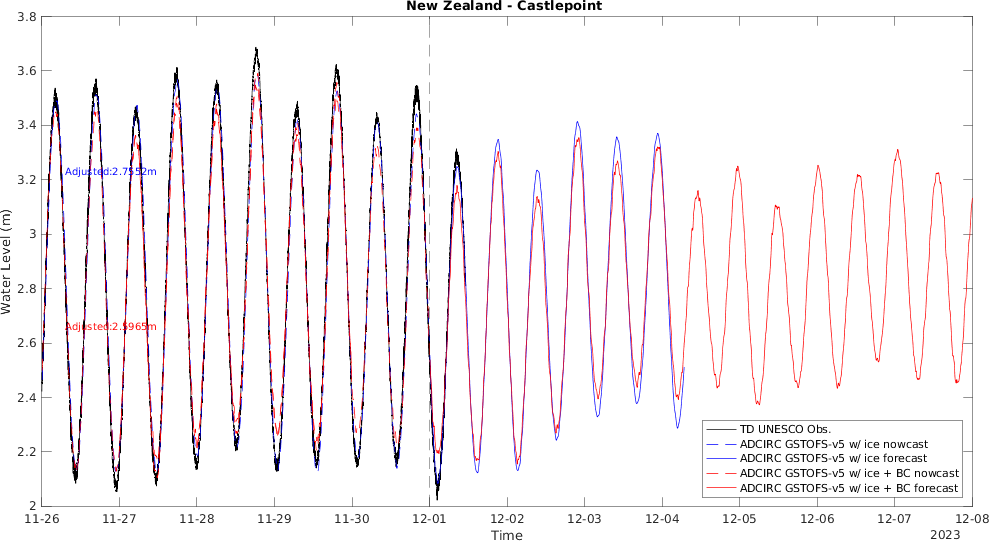 New Zealand - Castlepoint
3.8
3.6
3.4
3.2
3
2.8
2.6
2.4
2.2
2
Water Level (m)
Adjusted:2.7552m
Adjusted:2.5965m
TD UNESCO Obs.
ADCIRC GSTOFS-v5 w/ ice nowcast
ADCIRC GSTOFS-v5 w/ ice forecast
ADCIRC GSTOFS-v5 w/ ice + BC nowcast
ADCIRC GSTOFS-v5 w/ ice + BC forecast
11-26 11-27 11-28 11-29 11-30 12-01 12-02 12-03 12-04 12-05 12-06 12-07 12-08
Time
2023